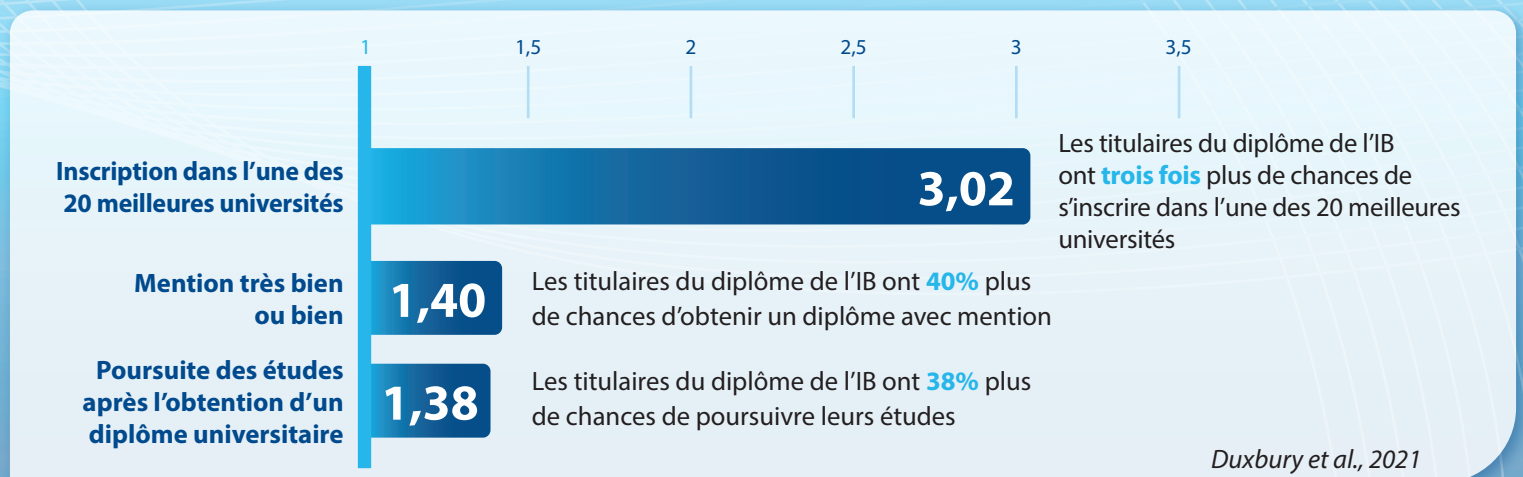 1 1,5 2 2,5 3 3,5
Inscription dans l’une des
20 meilleures universités
3,02
Les titulaires du diplôme de l’IB
ont trois fois plus de chances de
s’inscrire dans l’une des 20 meilleures
universités
Mention très bien
ou bien
1,40
Les titulaires du diplôme de l’IB ont 40% plus
de chances d’obtenir un diplôme avec mention
Poursuite des études
après l’obtention d’un
diplôme universitaire
1,38
Les titulaires du diplôme de l’IB ont 38% plus
de chances de poursuivre leurs études
Duxbury et al., 2021